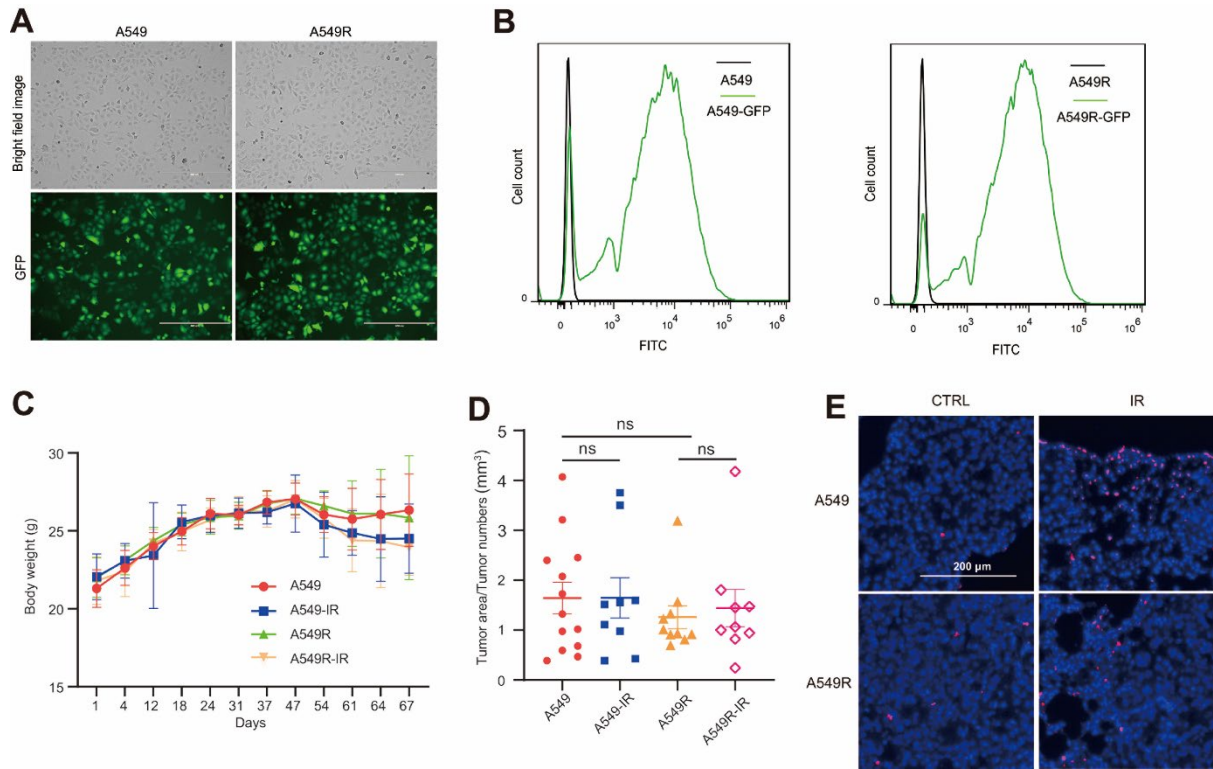 A
A549
A549R
Bright field image
GFP
B
A549
A549-GFP
Cell count
0
0
10³
10⁴
10⁵
10⁶
FITC
A549R
A549R-GFP
Cell count
0
0
10³
10⁴
10⁵
10⁶
FITC
C
Body weight (g)
30
25
20
15
A549
A549-IR
A549R
A549R-IR
1 4 12 18 24 31 37 47 54 61 64 67
Days
D
Tumor area/Tumor numbers (mm³)
5
4
3
2
1
0
ns
ns
ns
A549
A549-IR
A549R
A549R-IR
E
CTRL
IR
A549
A549R
200 µm